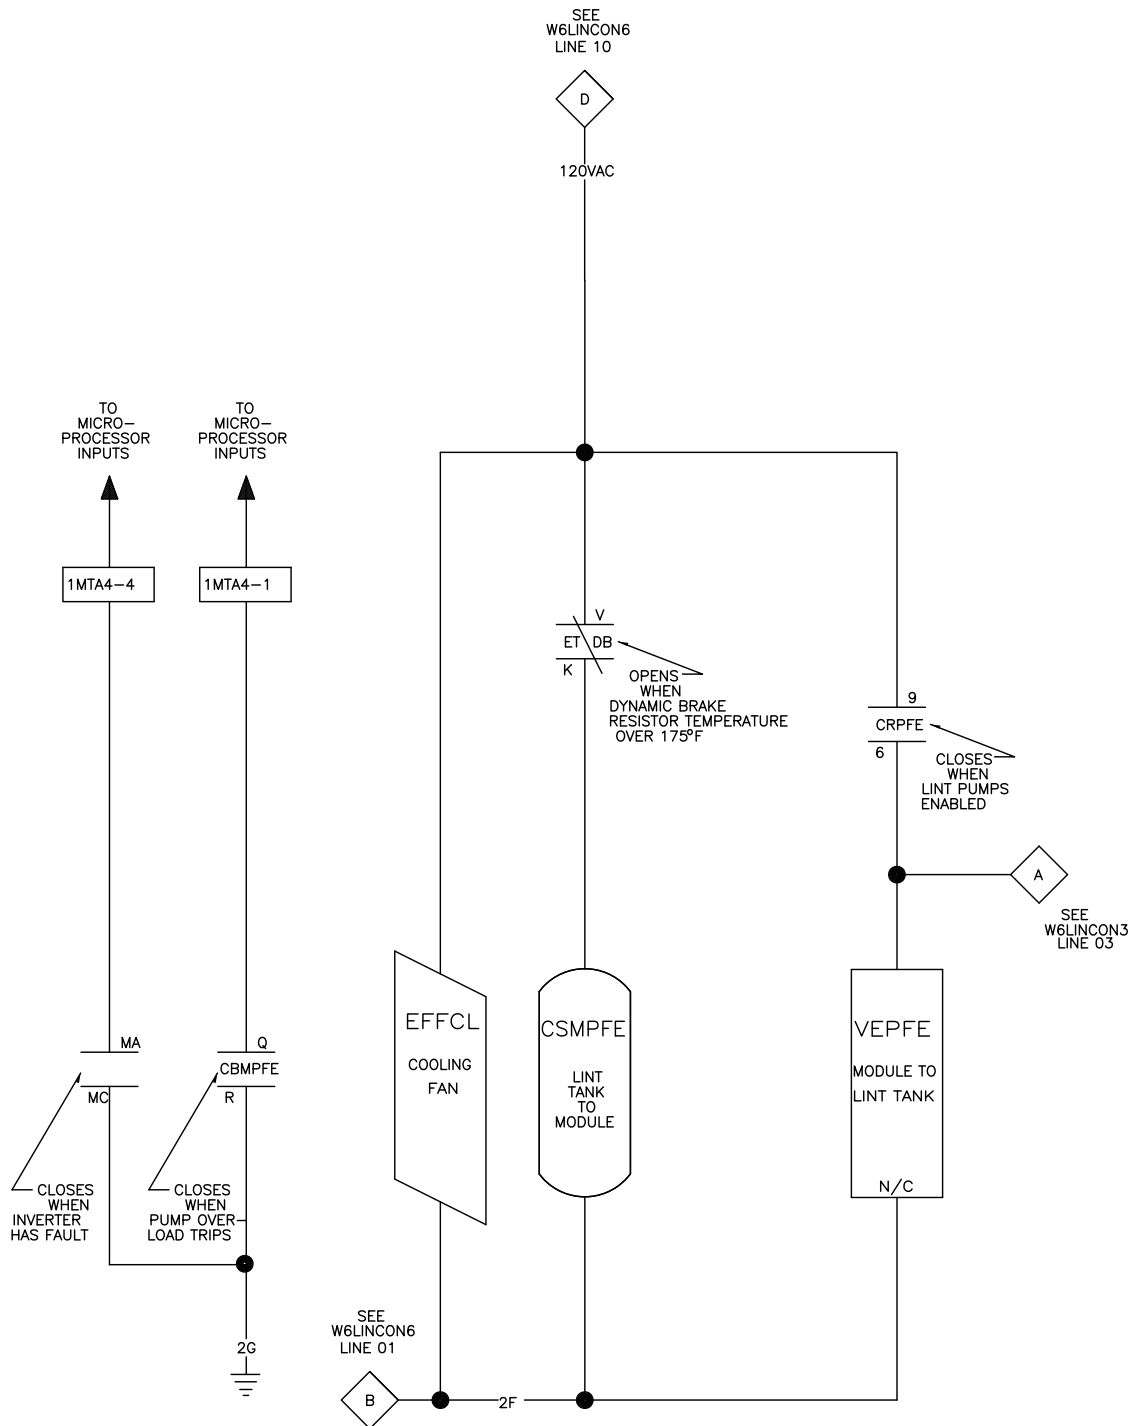 SEE
W6LINCON6
LINE 10
D
120VAC
TO
MICRO-
PROCESSOR
INPUTS
TO
MICRO-
PROCESSOR
INPUTS
1MTA4-4
1MTA4-1
V
ET DB
K
OPENS
WHEN
DYNAMIC BRAKE
RESISTOR TEMPERATURE
OVER 175°F
9
CRPFE
6
CLOSES
WHEN
LINT PUMPS
ENABLED
A
SEE
W6LINCON3
LINE 03
EFFCL
COOLING
FAN
CSMPFE
LINT
TANK
TO
MODULE
VEPFE
MODULE TO
LINT TANK
N/C
MA
MC
Q
CBMPFE
R
CLOSES
WHEN
INVERTER
HAS FAULT
CLOSES
WHEN
PUMP OVER-
LOAD TRIPS
2G
SEE
W6LINCON6
LINE 01
B
2F